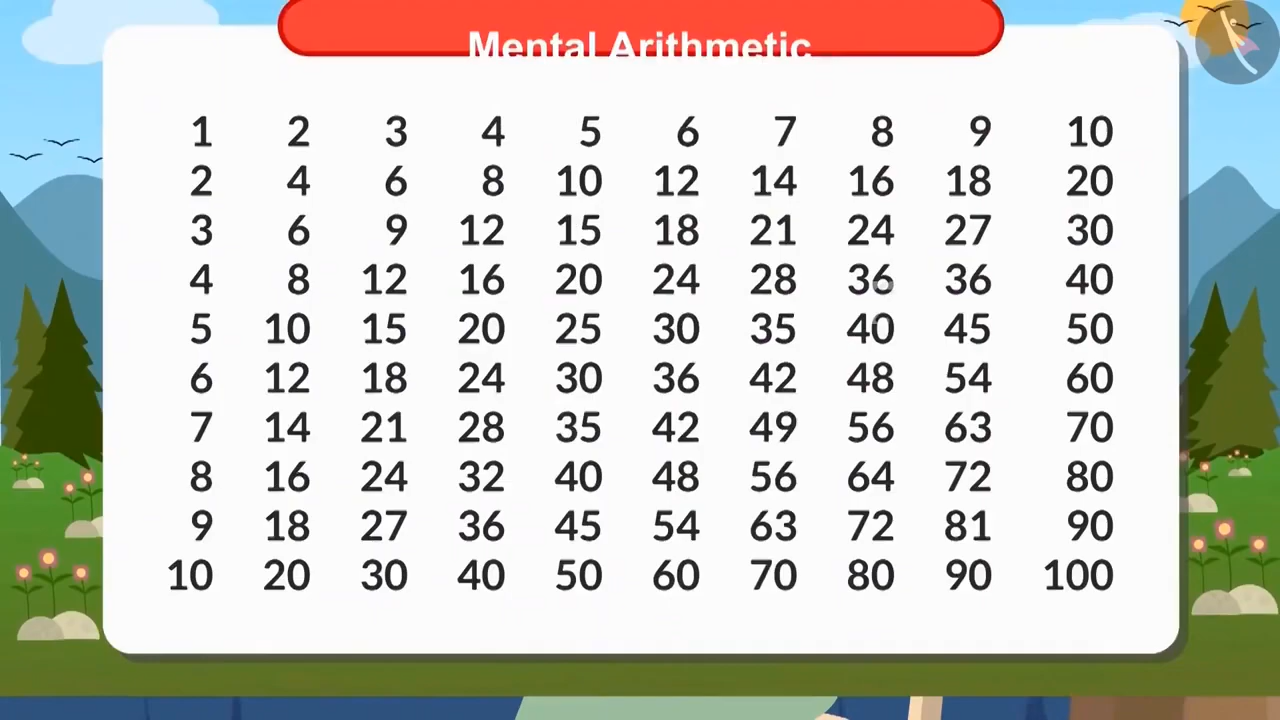 Mental Arithmetic
1 2 3 4 5 6 7 8 9 10
2 4 6 8 10 12 14 16 18 20
3 6 9 12 15 18 21 24 27 30
4 8 12 16 20 24 28 36 36 40
5 10 15 20 25 30 35 40 45 50
6 12 18 24 30 36 42 48 54 60
7 14 21 28 35 42 49 56 63 70
8 16 24 32 40 48 56 64 72 80
9 18 27 36 45 54 63 72 81 90
10 20 30 40 50 60 70 80 90 100